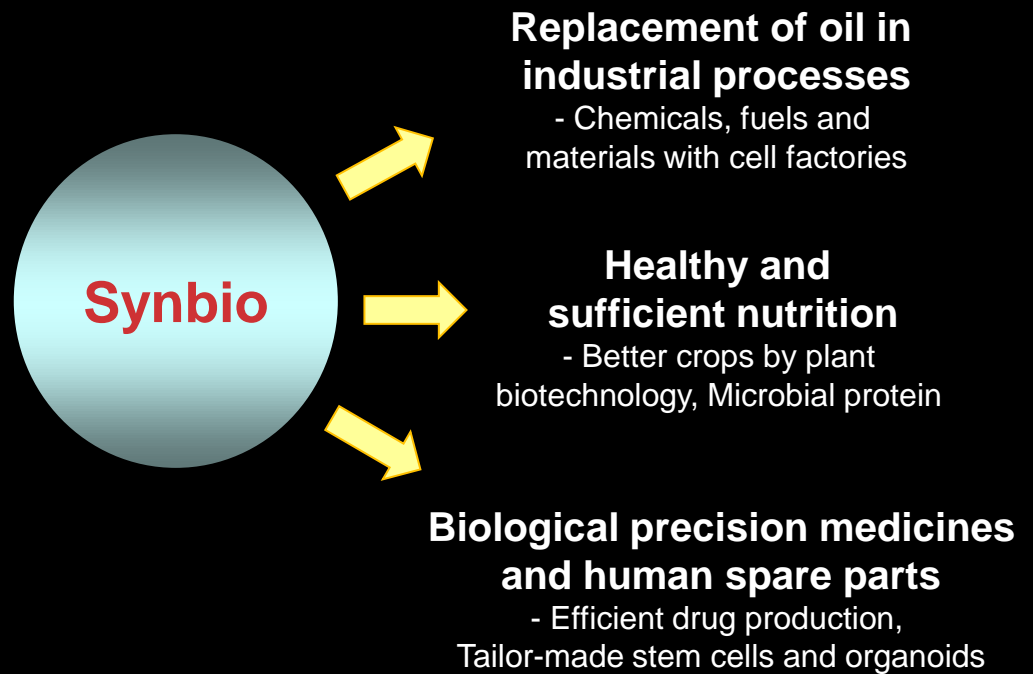 Replacement of oil in
industrial processes
- Chemicals, fuels and
materials with cell factories
Synbio
Healthy and
sufficient nutrition
- Better crops by plant
biotechnology, Microbial protein
Biological precision medicines
and human spare parts
- Efficient drug production,
Tailor-made stem cells and organoids